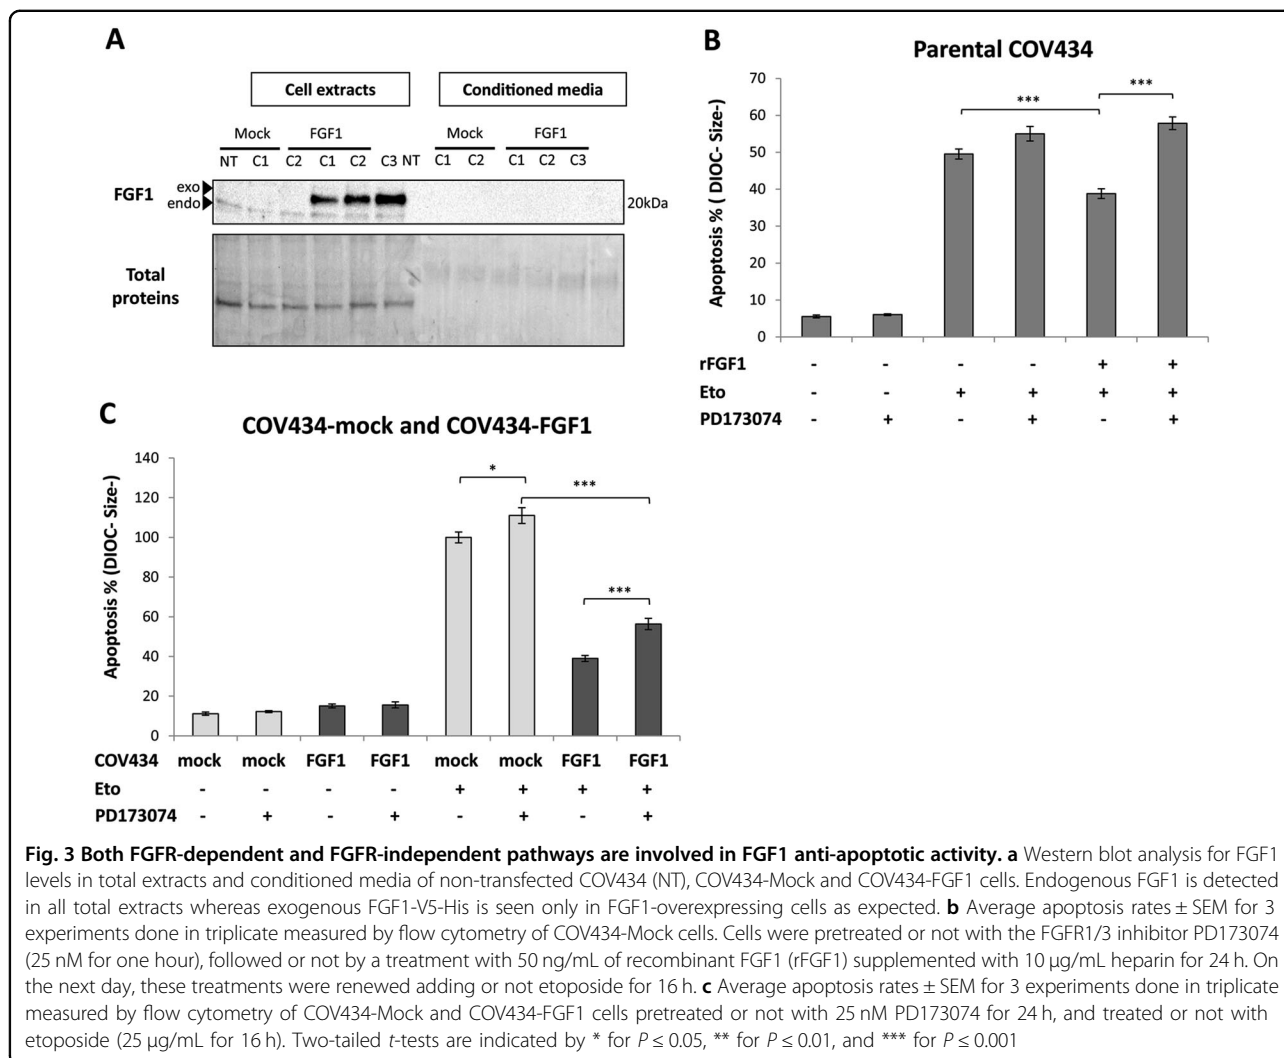 A
Cell extracts
Conditioned media
Mock
FGF1
Mock
FGF1
NT C1 C2 C1 C2 C3 NT C1 C2 C1 C2 C3
FGF1
exo
endo
20kDa
Total
proteins
B
Parental COV434
Apoptosis % ( DIOC- Size-)
70
60
50
40
30
20
10
0
***
***
rFGF1 - - - - + +
Eto - - + + + +
PD173074 - + - + - +
C
COV434-mock and COV434-FGF1
Apoptosis % (DIOC- Size-)
140
120
100
80
60
40
20
0
*
***
***
COV434 mock mock FGF1 FGF1 mock mock FGF1 FGF1
Eto - - - - + + + +
PD173074 - + - + - + - +
Fig. 3 Both FGFR-dependent and FGFR-independent pathways are involved in FGF1 anti-apoptotic activity. a Western blot analysis for FGF1
levels in total extracts and conditioned media of non-transfected COV434 (NT), COV434-Mock and COV434-FGF1 cells. Endogenous FGF1 is detected
in all total extracts whereas exogenous FGF1-V5-His is seen only in FGF1-overexpressing cells as expected. b Average apoptosis rates ± SEM for 3
experiments done in triplicate measured by flow cytometry of COV434-Mock cells. Cells were pretreated or not with the FGFR1/3 inhibitor PD173074
(25 nM for one hour), followed or not by a treatment with 50 ng/mL of recombinant FGF1 (rFGF1) supplemented with 10 µg/mL heparin for 24 h. On
the next day, these treatments were renewed adding or not etoposide for 16 h. c Average apoptosis rates ± SEM for 3 experiments done in triplicate
measured by flow cytometry of COV434-Mock and COV434-FGF1 cells pretreated or not with 25 nM PD173074 for 24 h, and treated or not with
etoposide (25 µg/mL for 16 h). Two-tailed t-tests are indicated by * for P ≤ 0.05, ** for P ≤ 0.01, and *** for P ≤ 0.001